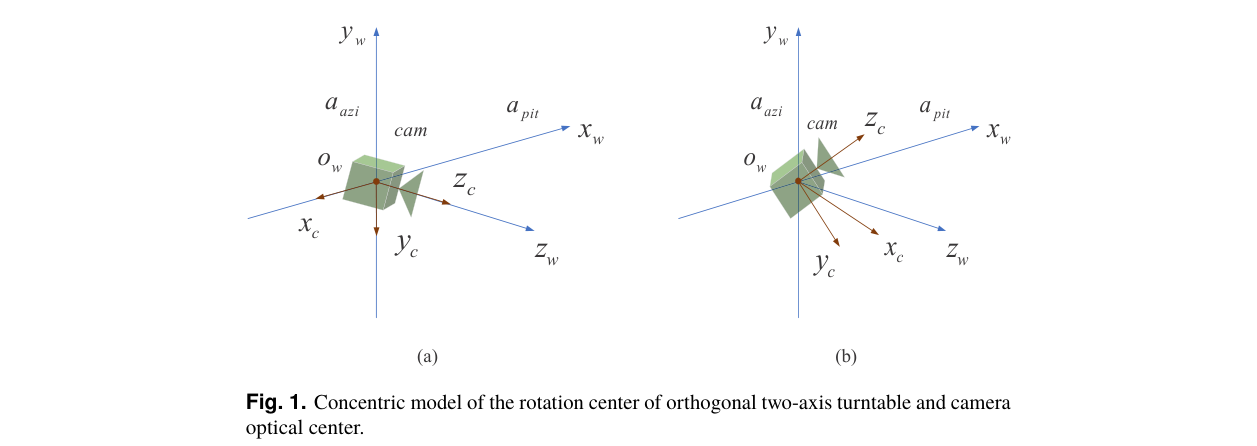 y_w
a_azi
cam
a_pit
x_w
o_w
z_c
x_c
y_c
z_w
(a)
y_w
a_azi
cam
z_c
a_pit
x_w
o_w
y_c
x_c
z_w
(b)
Fig. 1. Concentric model of the rotation center of orthogonal two-axis turntable and camera
optical center.